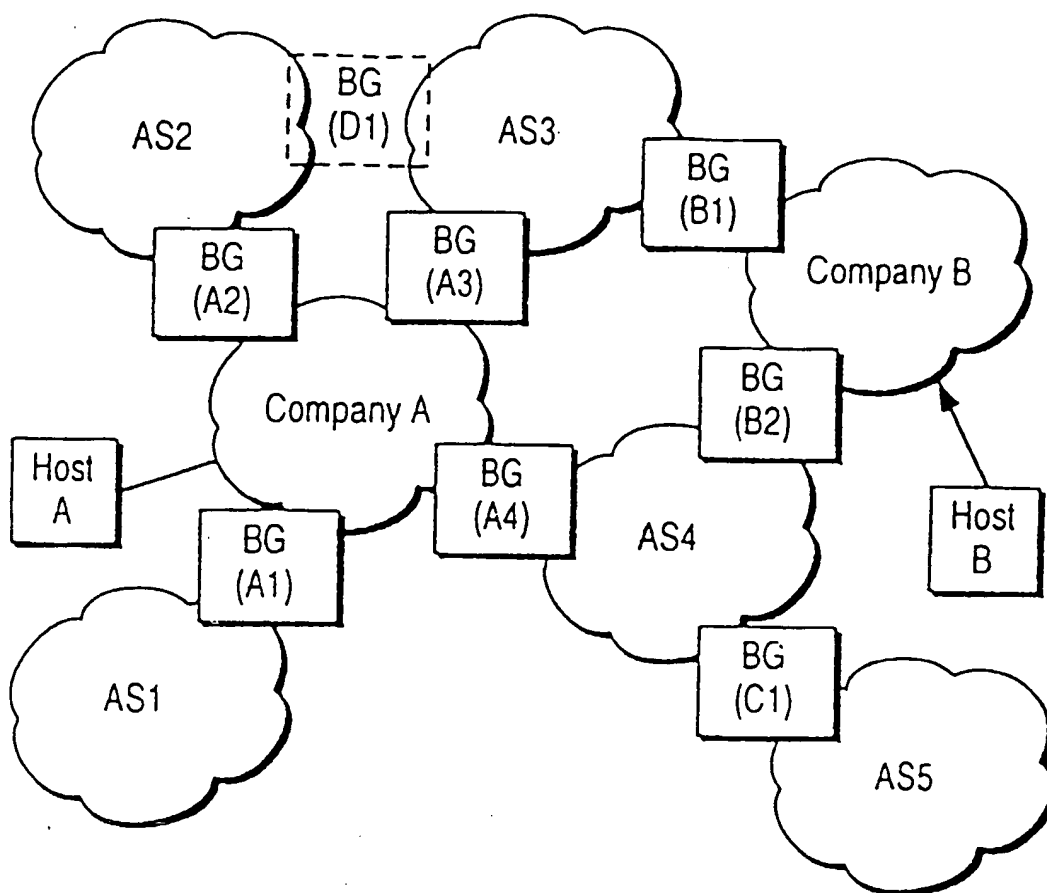 BG
(D1)
AS2
AS3
BG
(B1)
BG
(A2)
BG
(A3)
Company B
Company A
BG
(B2)
Host
A
BG
(A4)
Host
B
BG
(A1)
AS4
BG
(C1)
AS1
AS5